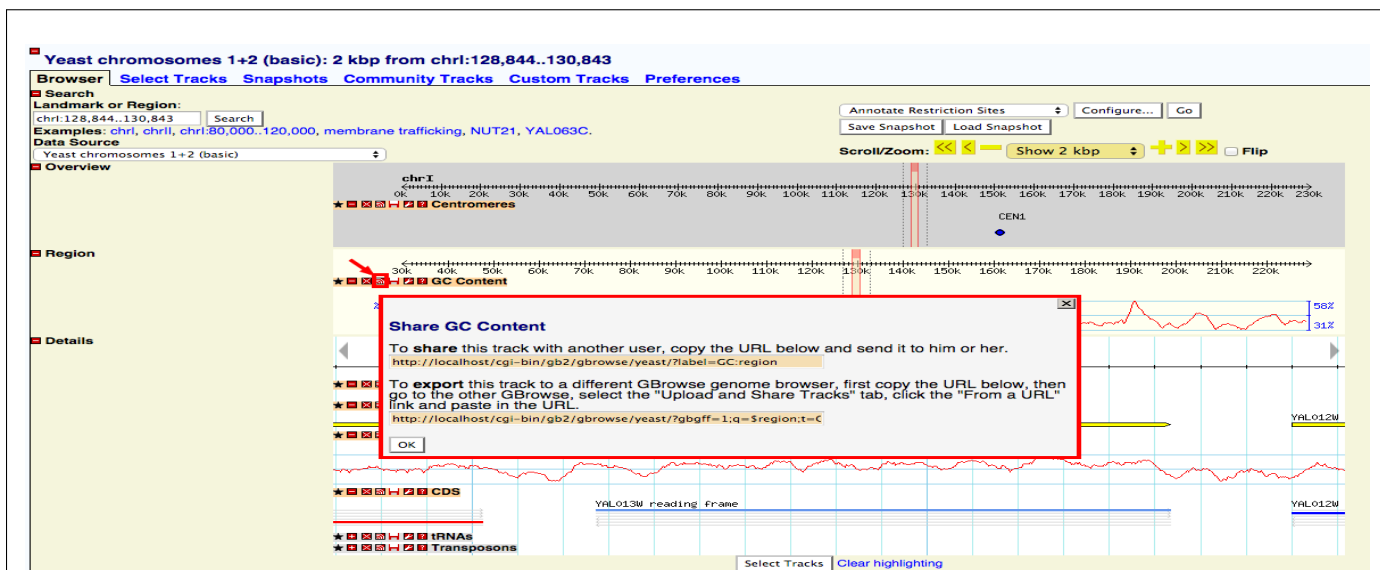 Yeast chromosomes 1+2 (basic): 2 kbp from chrI:128,844..130,843
Browser Select Tracks Snapshots Community Tracks Custom Tracks Preferences
Search
Landmark or Region:
chrI:128,844..130,843 Search
Examples: chrI, chrII, chrI:80,000..120,000, membrane trafficking, NUT21, YAL063C.
Data Source
Yeast chromosomes 1+2 (basic)
Annotate Restriction Sites Configure... Go
Save Snapshot Load Snapshot
Scroll/Zoom: << < Show 2 kbp > >> Flip
Overview
chrI
0k 10k 20k 30k 40k 50k 60k 70k 80k 90k 100k 110k 120k 130k 140k 150k 160k 170k 180k 190k 200k 210k 220k 230k
Centromeres
CEN1
Region
30k 40k 50k 60k 70k 80k 90k 100k 110k 120k 130k 140k 150k 160k 170k 180k 190k 200k 210k 220k
GC Content
%
58%
31%
Share GC Content
To share this track with another user, copy the URL below and send it to him or her.
http://localhost/cgi-bin/gb2/gbrowse/yeast/?label=GC:region
To export this track to a different GBrowse genome browser, first copy the URL below, then
go to the other GBrowse, select the "Upload and Share Tracks" tab, click the "From a URL"
link and paste in the URL.
http://localhost/cgi-bin/gb2/gbrowse/yeast/?gbgff=1;q=$region;t=G
OK
Details
YAL012W
CDS
YAL013W reading frame
YAL012W
tRNAs
Transposons
Select Tracks Clear highlighting